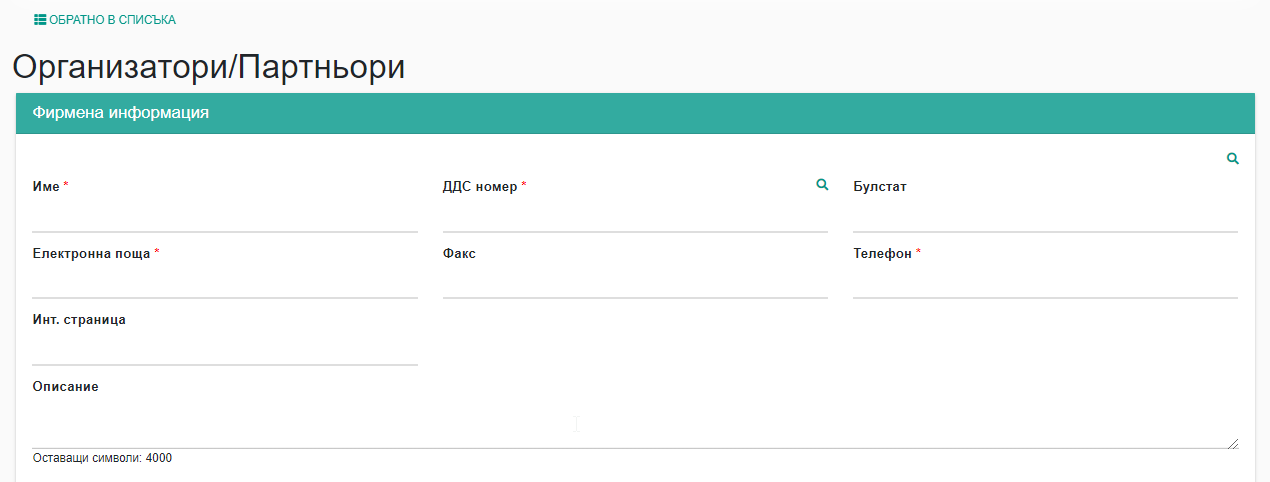 ОБРАТНО В СПИСЪКА
Организатори/Партньори
Фирмена информация
Име * ДДС номер * Булстат
Електронна поща * Факс Телефон *
Инт. страница
Описание
Оставащи символи: 4000